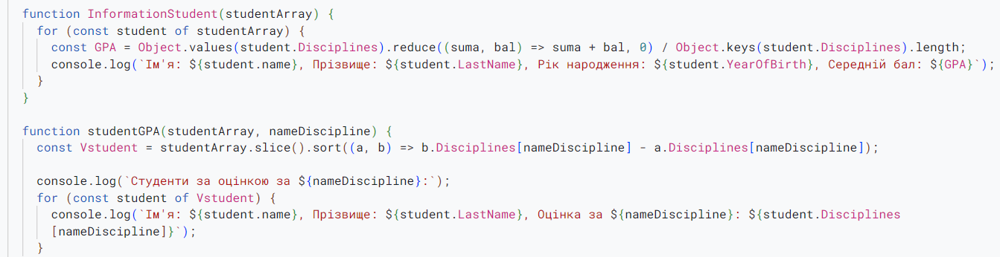 function InformationStudent(studentArray) {
for (const student of studentArray) {
const GPA = Object.values(student.Disciplines).reduce((suma, bal) => suma + bal, 0) / Object.keys(student.Disciplines).length;
console.log(`Ім'я: ${student.name}, Прізвище: ${student.LastName}, Рік народження: ${student.YearOfBirth}, Середній бал: ${GPA}`);
}
}
function studentGPA(studentArray, nameDiscipline) {
const Vstudent = studentArray.slice().sort((a, b) => b.Disciplines[nameDiscipline] - a.Disciplines[nameDiscipline]);
console.log(`Студенти за оцінкою за ${nameDiscipline}:`);
for (const student of Vstudent) {
console.log(`Ім'я: ${student.name}, Прізвище: ${student.LastName}, Оцінка за ${nameDiscipline}: ${student.Disciplines
[nameDiscipline]}`);
}